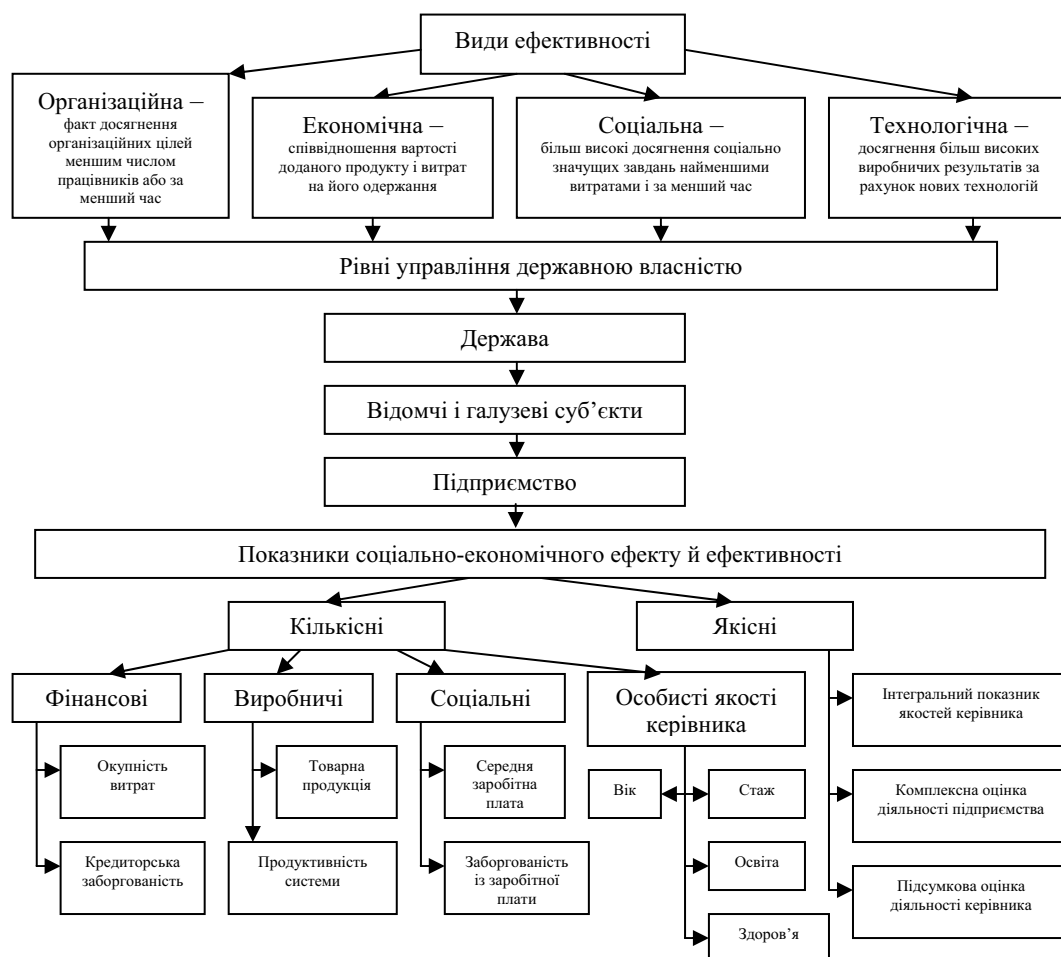 Види ефективності
Організаційна –
факт досягнення
організаційних цілей
меншим числом
працівників або за
менший час
Економічна –
співвідношення вартості
доданого продукту і витрат
на його одержання
Соціальна –
більш високі досягнення соціально
значущих завдань найменшими
витратами і за менший час
Технологічна –
досягнення більш високих
виробничих результатів за
рахунок нових технологій
Рівні управління державною власністю
Держава
Відомчі і галузеві суб’єкти
Підприємство
Показники соціально-економічного ефекту й ефективності
Кількісні
Якісні
Фінансові
Виробничі
Соціальні
Особисті якості
керівника
Окупність
витрат
Кредиторська
заборгованість
Товарна
продукція
Продуктивність
системи
Середня
заробітна
плата
Заборгованість
із заробітної
плати
Вік
Стаж
Освіта
Здоров’я
Інтегральний показник
якостей керівника
Комплексна оцінка
діяльності підприємства
Підсумкова оцінка
діяльності керівника